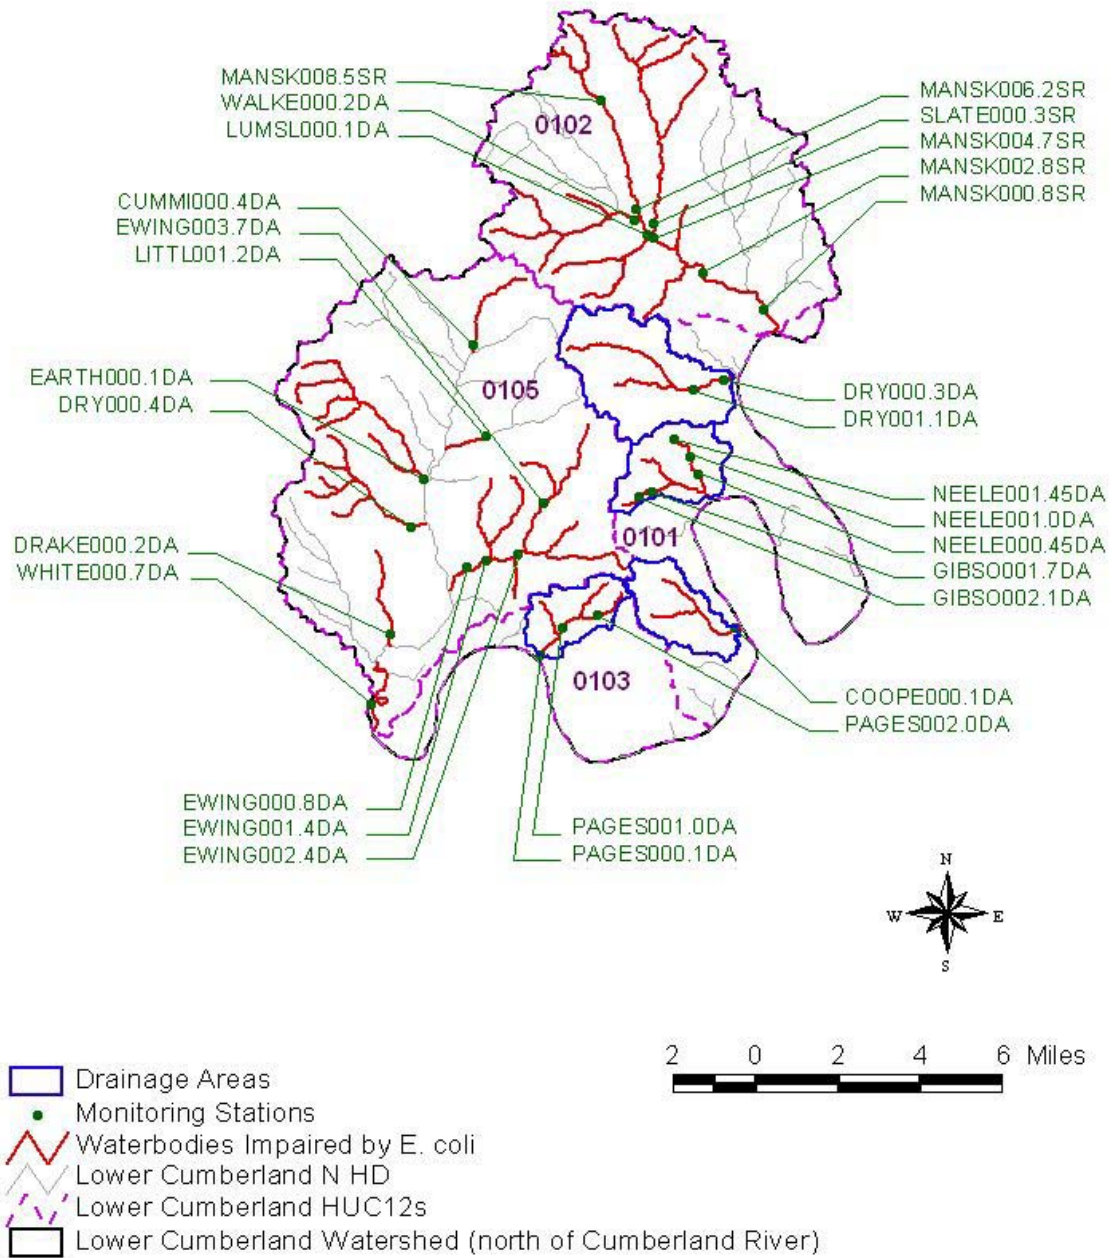 MANSK008.5SR
WALKE000.2DA
LUMSL000.1DA
MANSK006.2SR
SLATE000.3SR
MANSK004.7SR
MANSK002.8SR
MANSK000.8SR
0102
CUMMI000.4DA
EWING003.7DA
LITTL001.2DA
0105
EARTH000.1DA
DRY000.4DA
DRY000.3DA
DRY001.1DA
NEELE001.45DA
NEELE001.0DA
NEELE000.45DA
GIBSO001.7DA
GIBSO002.1DA
0101
DRAKE000.2DA
WHITE000.7DA
0103
COOPE000.1DA
PAGES002.0DA
EWING000.8DA
EWING001.4DA
EWING002.4DA
PAGES001.0DA
PAGES000.1DA
N
W E
S
2 0 2 4 6 Miles
Drainage Areas
Monitoring Stations
Waterbodies Impaired by E. coli
Lower Cumberland N HD
Lower Cumberland HUC12s
Lower Cumberland Watershed (north of Cumberland River)